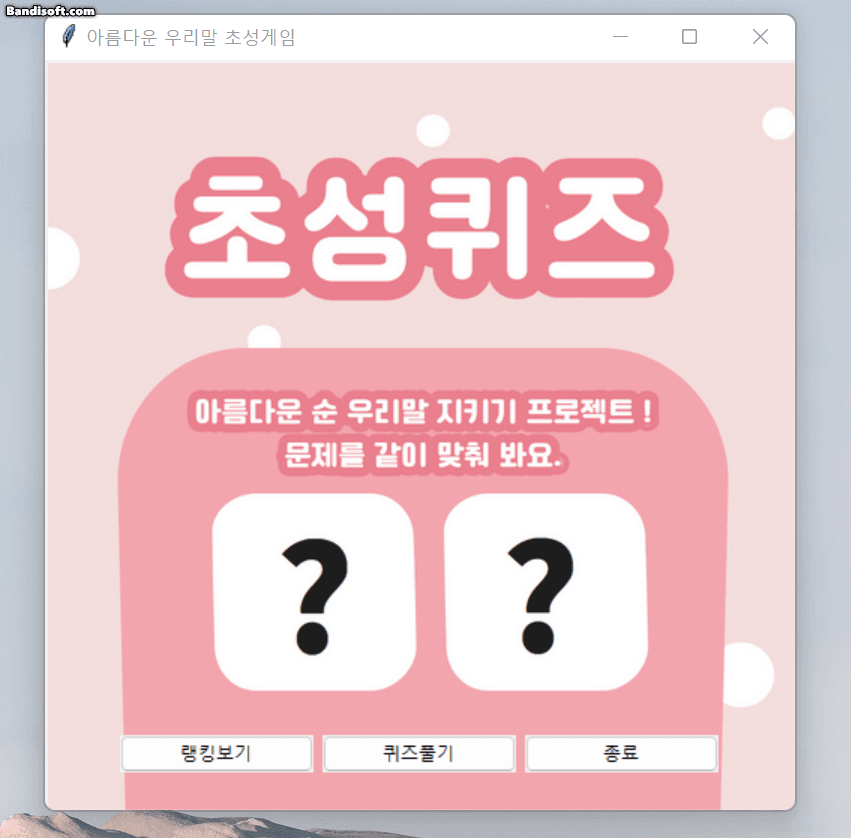 Bandisoft.com
아름다운 우리말 초성게임
초성퀴즈
아름다운 순 우리말 지키기 프로젝트 !
문제를 같이 맞춰 봐요.
? ?
랭킹보기 퀴즈풀기 종료